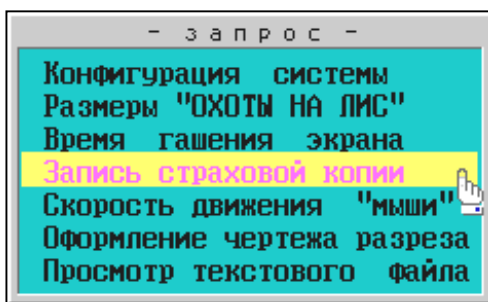 - запрос -
Конфигурация системы
Размеры "ОХОТЫ НА ЛИС"
Время гашения экрана
Запись страховой копии
Скорость движения "мыши"
Оформление чертежа разреза
Просмотр текстового файла